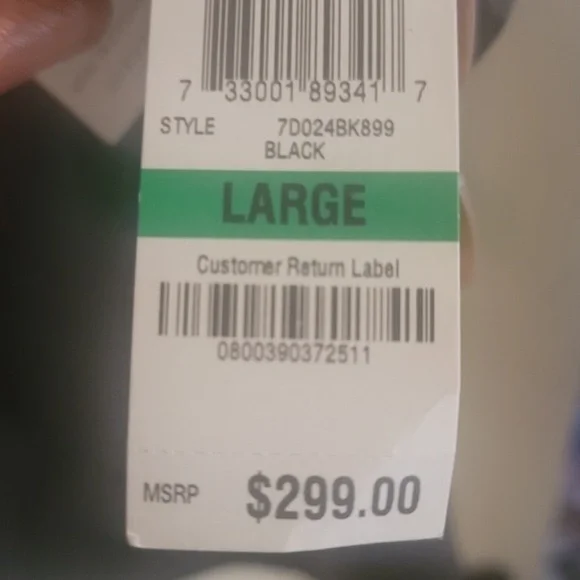 7 33001 89341 7
STYLE 7D024BK899
BLACK
LARGE
Customer Return Label
0800390372511
MSRP $299.00